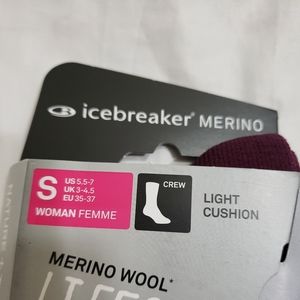 icebreaker® MERINO
S
US 5.5-7
UK 3-4.5
EU 35-37
WOMAN FEMME
CREW
LIGHT
CUSHION
MERINO WOOL*